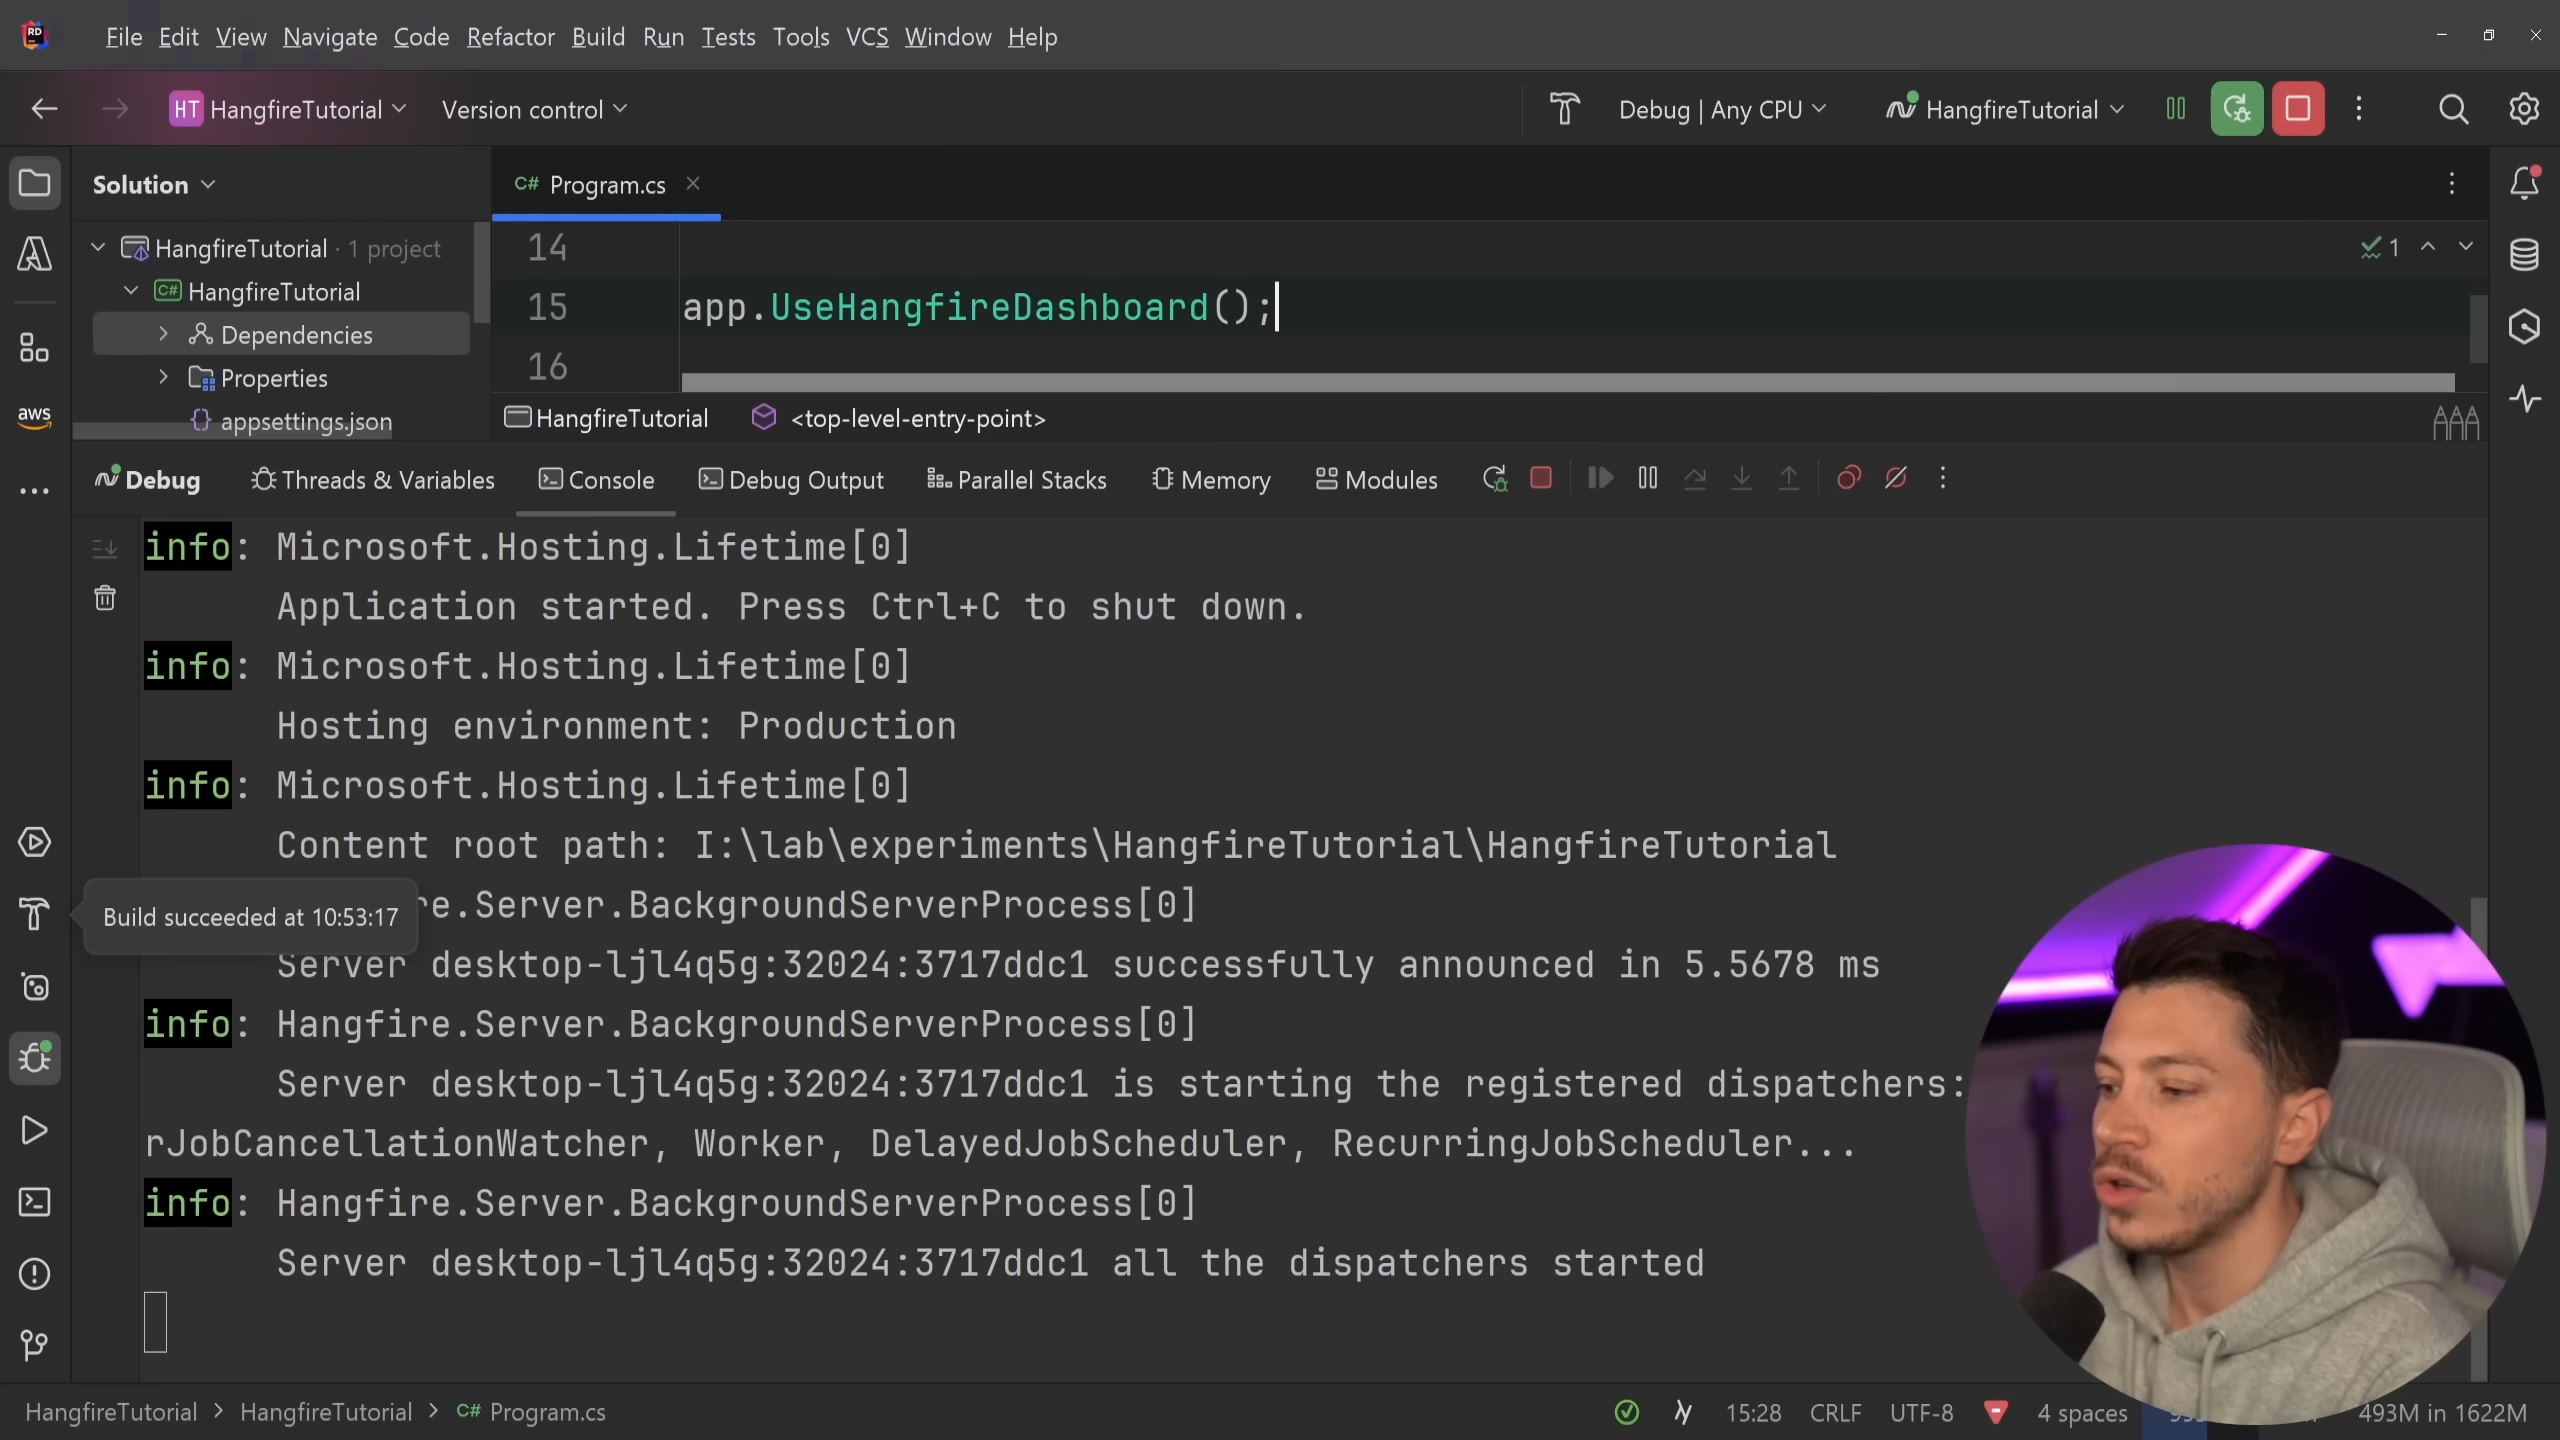 RD File Edit View Navigate Code Refactor Build Run Tests Tools VCS Window Help
HT HangfireTutorial Version control Debug | Any CPU HangfireTutorial
Solution C# Program.cs
HangfireTutorial · 1 project
C# HangfireTutorial
Dependencies
Properties
{} appsettings.json
aws
14
15 app.UseHangfireDashboard();
16
1
HangfireTutorial <top-level-entry-point>
Debug Threads & Variables Console Debug Output Parallel Stacks Memory Modules
info: Microsoft.Hosting.Lifetime[0]
Application started. Press Ctrl+C to shut down.
info: Microsoft.Hosting.Lifetime[0]
Hosting environment: Production
info: Microsoft.Hosting.Lifetime[0]
Content root path: I:\lab\experiments\HangfireTutorial\HangfireTutorial
Build succeeded at 10:53:17
re.Server.BackgroundServerProcess[0]
Server desktop-ljl4q5g:32024:3717ddc1 successfully announced in 5.5678 ms
info: Hangfire.Server.BackgroundServerProcess[0]
Server desktop-ljl4q5g:32024:3717ddc1 is starting the registered dispatchers:
rJobCancellationWatcher, Worker, DelayedJobScheduler, RecurringJobScheduler...
info: Hangfire.Server.BackgroundServerProcess[0]
Server desktop-ljl4q5g:32024:3717ddc1 all the dispatchers started
HangfireTutorial > HangfireTutorial > C# Program.cs 15:28 CRLF UTF-8 4 spaces 493M in 1622M